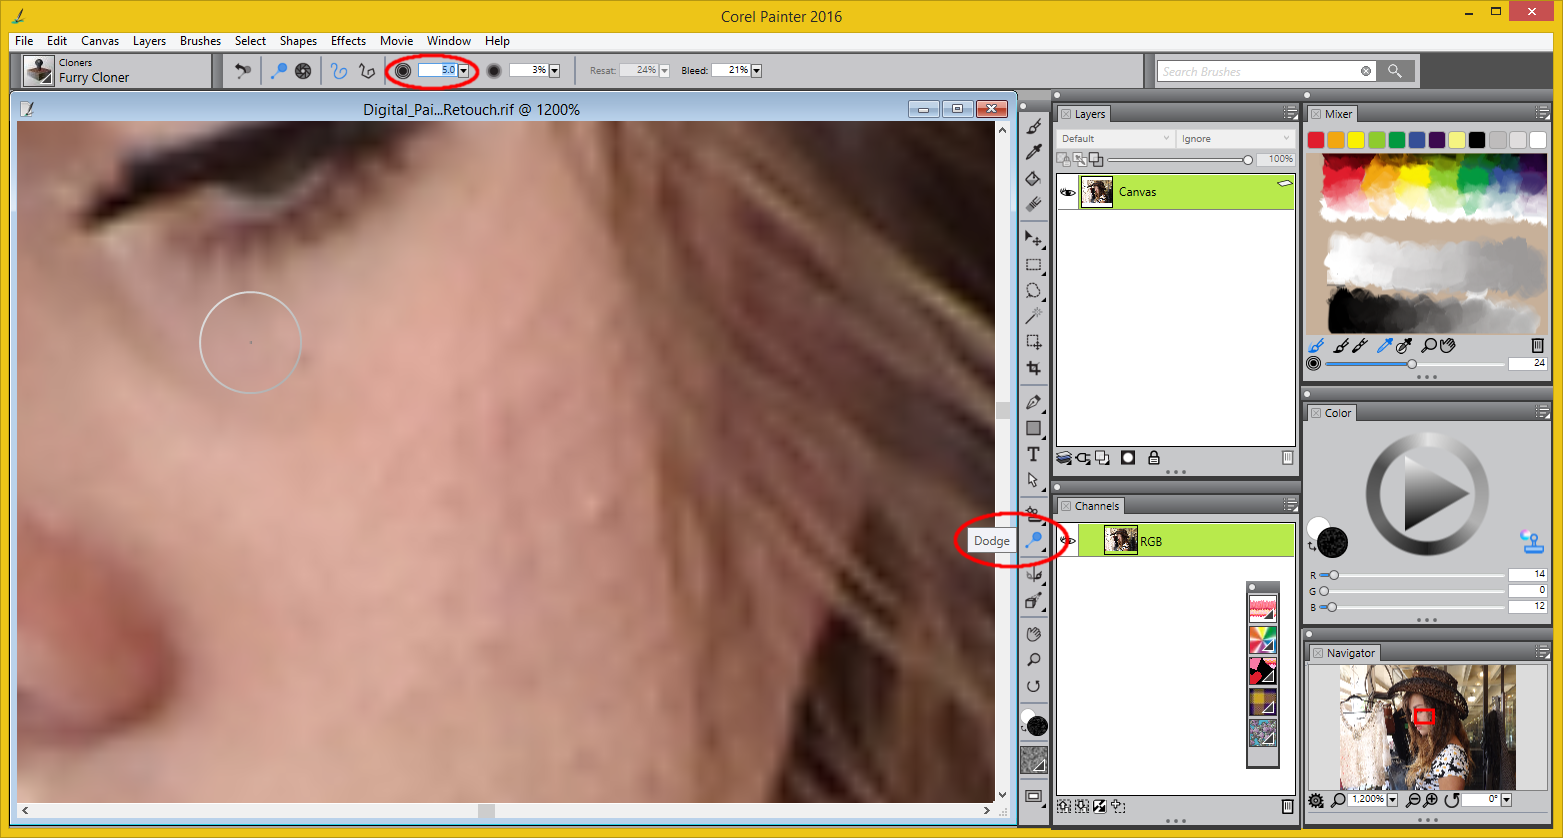 Corel Painter 2016
File Edit Canvas Layers Brushes Select Shapes Effects Movie Window Help
Cloners
Furry Cloner
5.0
3%
Resat: 24%
Bleed: 21%
Search Brushes
Digital_Pai...Retouch.rif @ 1200%
Dodge
T
Layers
Default
Ignore
100%
Canvas
Channels
RGB
Mixer
24
Color
R 14
G 0
B 12
Navigator
1,200%
0°